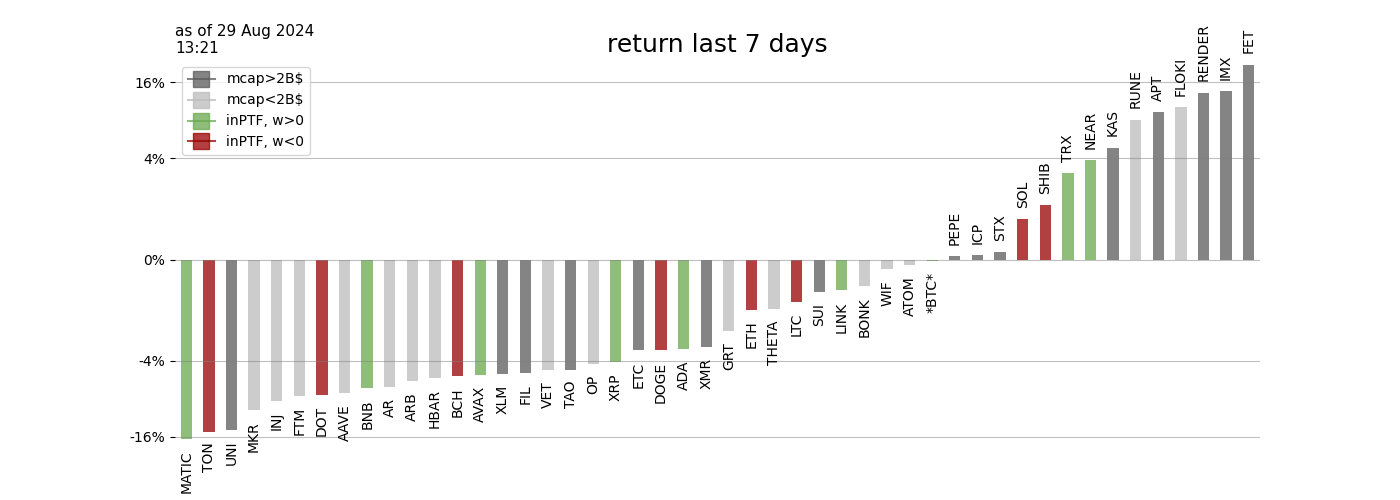 as of 29 Aug 2024
13:21
return last 7 days
mcap>2B$
mcap<2B$
inPTF, w>0
inPTF, w<0
16%
4%
0%
-4%
-16%
MATIC
TON
UNI
MKR
INJ
FTM
DOT
AAVE
BNB
AR
ARB
HBAR
BCH
AVAX
XLM
FIL
VET
TAO
OP
XRP
ETC
DOGE
ADA
XMR
GRT
ETH
THETA
LTC
SUI
LINK
BONK
WIF
ATOM
*BTC*
PEPE
ICP
STX
SOL
SHIB
TRX
NEAR
KAS
RUNE
APT
FLOKI
RENDER
IMX
FET